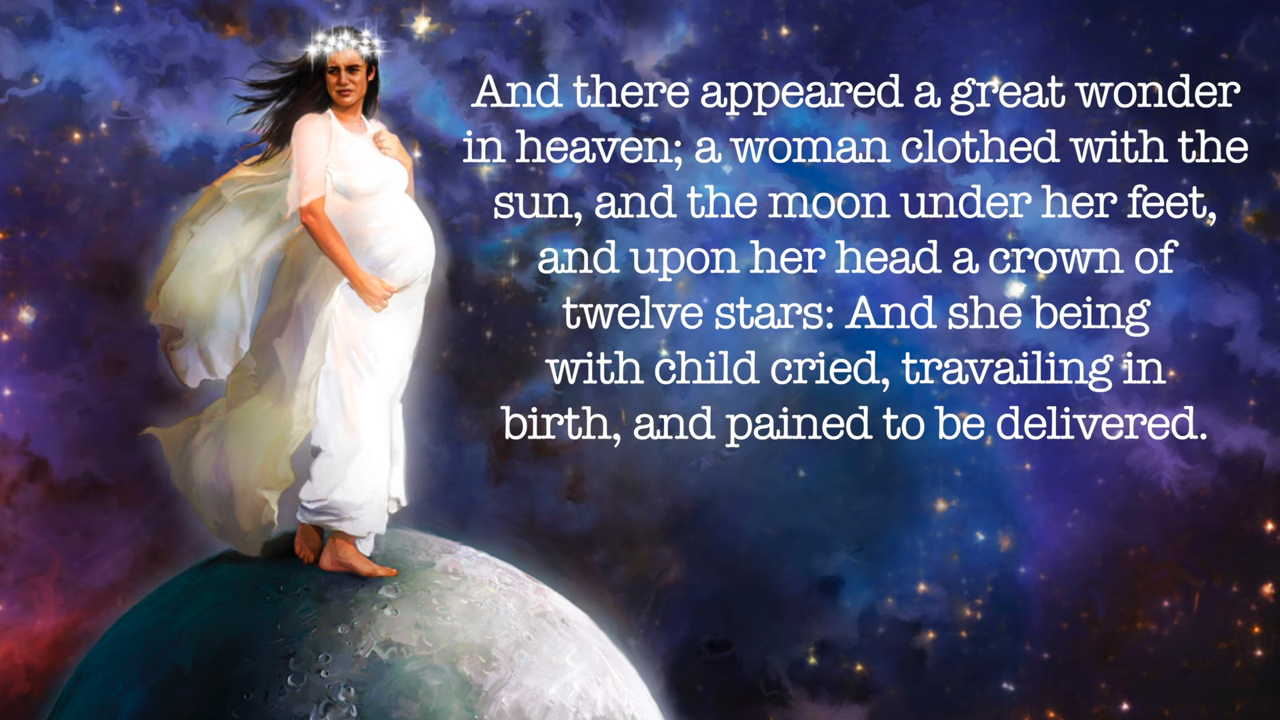 And there appeared a great wonder
in heaven; a woman clothed with the
sun, and the moon under her feet,
and upon her head a crown of
twelve stars: And she being
with child cried, travailing in
birth, and pained to be delivered.